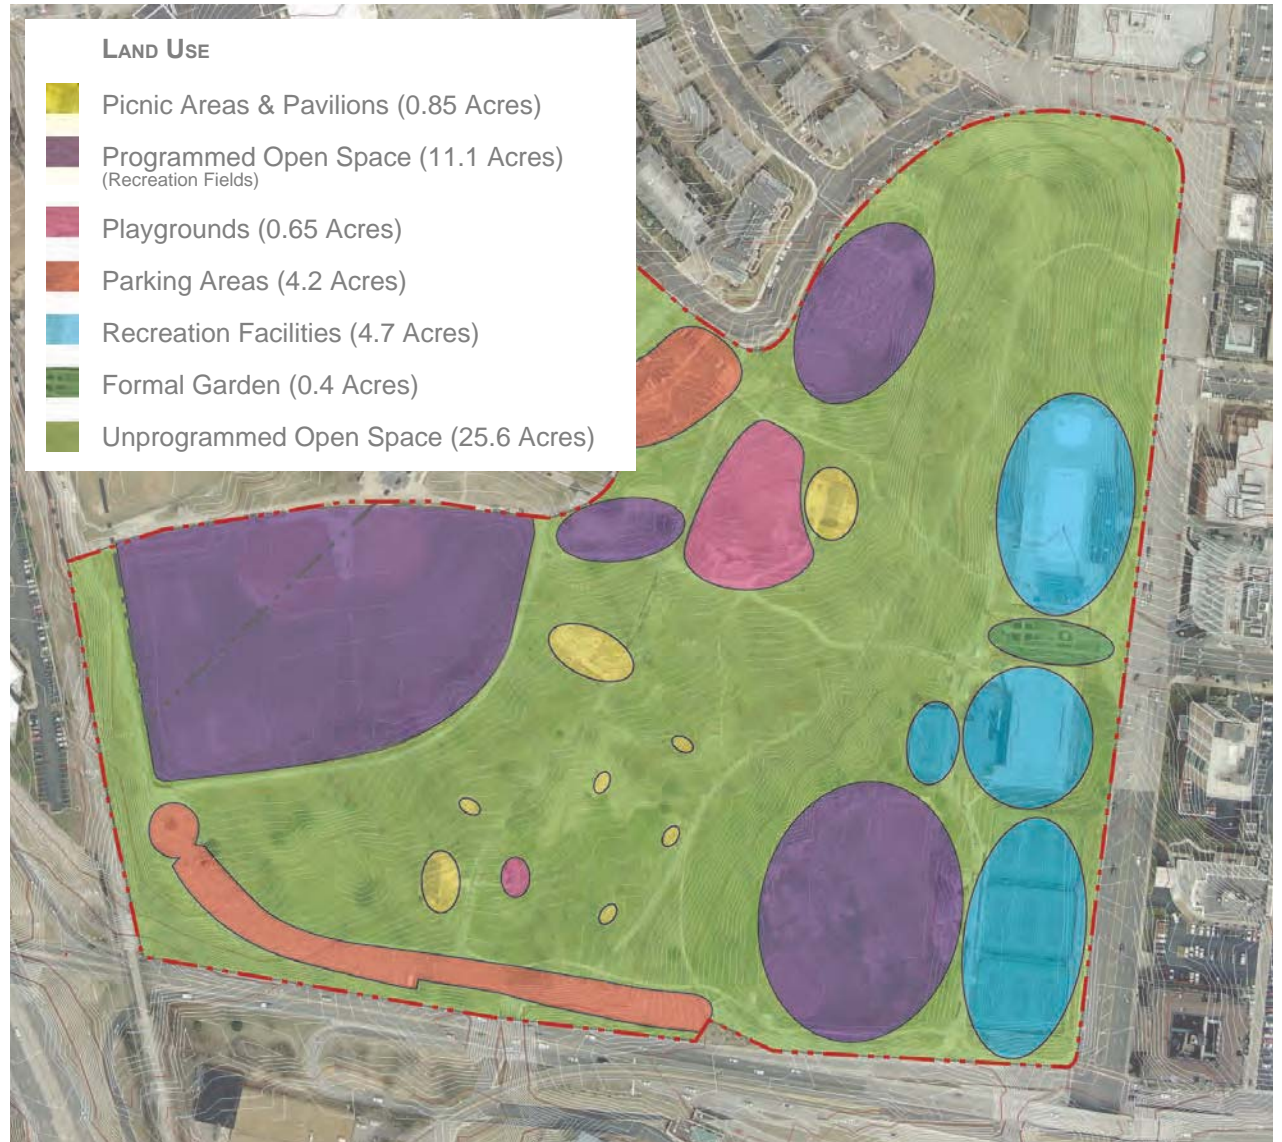 LAND USE
Picnic Areas & Pavilions (0.85 Acres)
Programmed Open Space (11.1 Acres)
(Recreation Fields)
Playgrounds (0.65 Acres)
Parking Areas (4.2 Acres)
Recreation Facilities (4.7 Acres)
Formal Garden (0.4 Acres)
Unprogrammed Open Space (25.6 Acres)